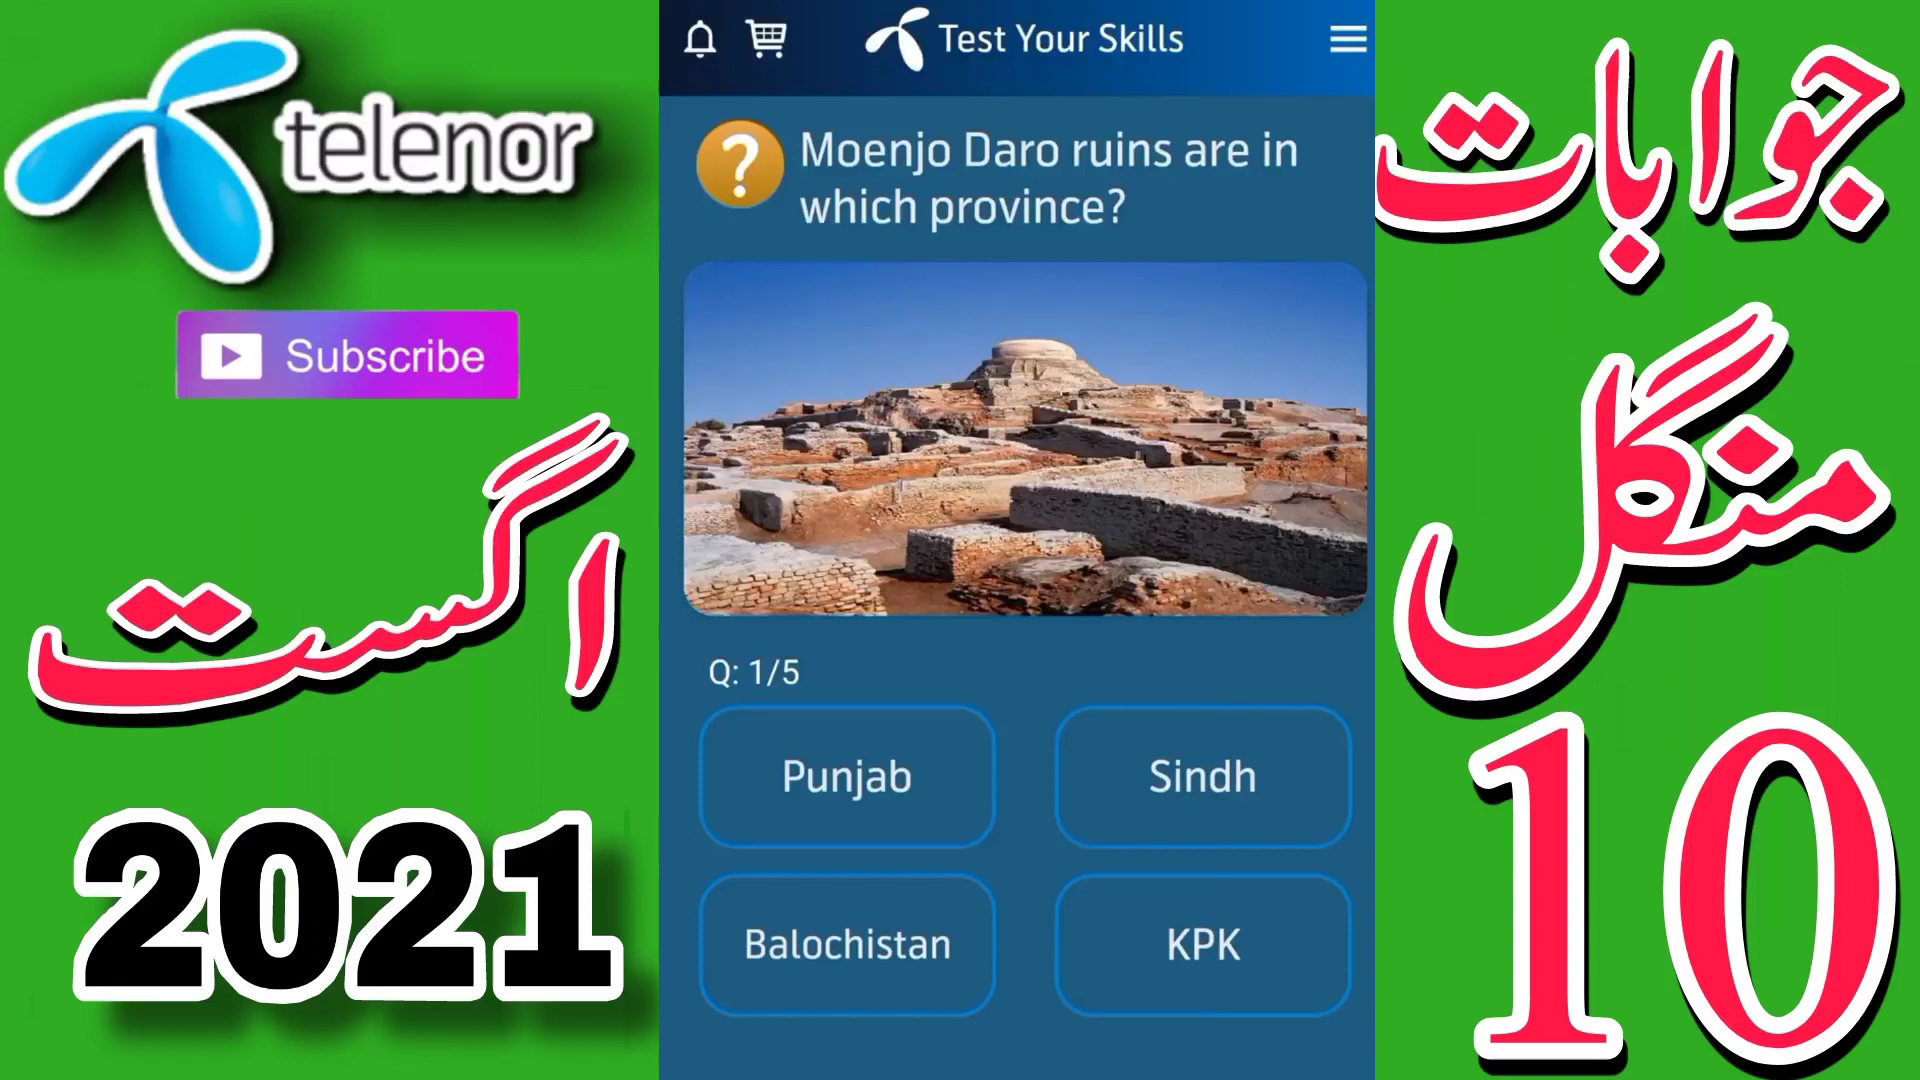 telenor
Subscribe
اگست
2021
Test Your Skills
?
Moenjo Daro ruins are in
which province?
Q: 1/5
Punjab
Sindh
Balochistan
KPK
جوابات
منگل
10